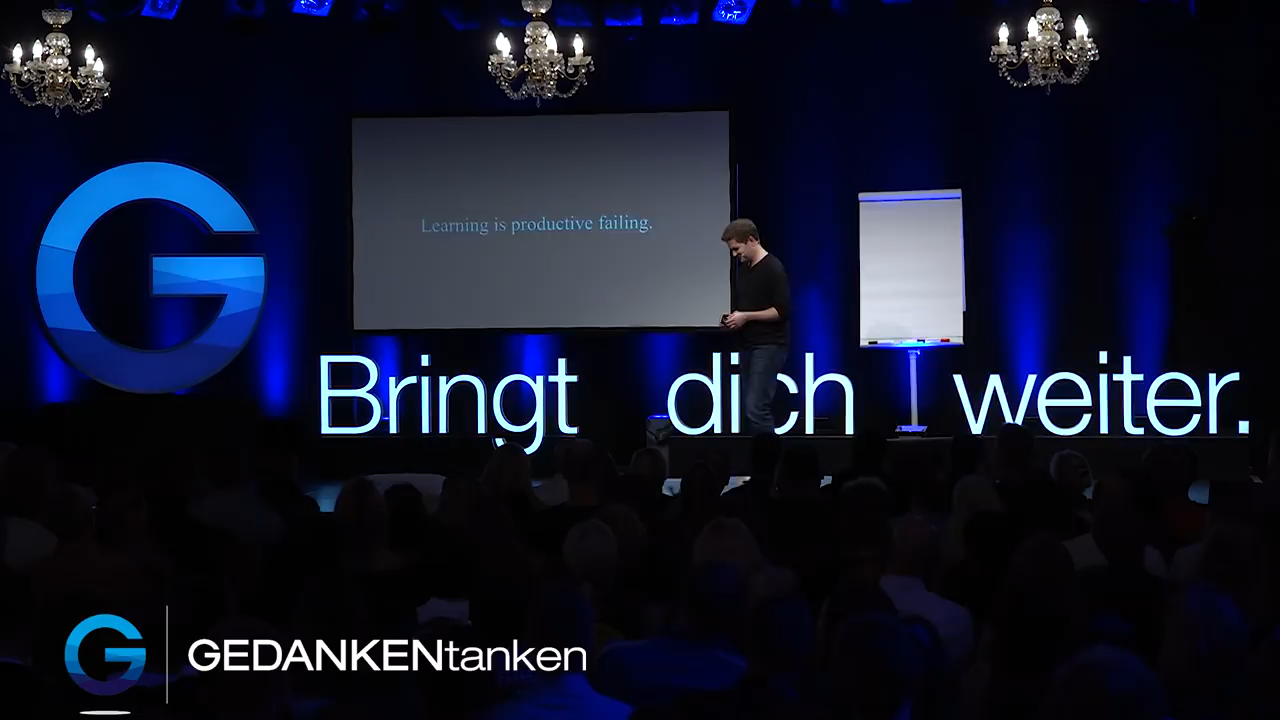 Learning is productive failing.
G
Bringt dich weiter.
G GEDANKENtanken